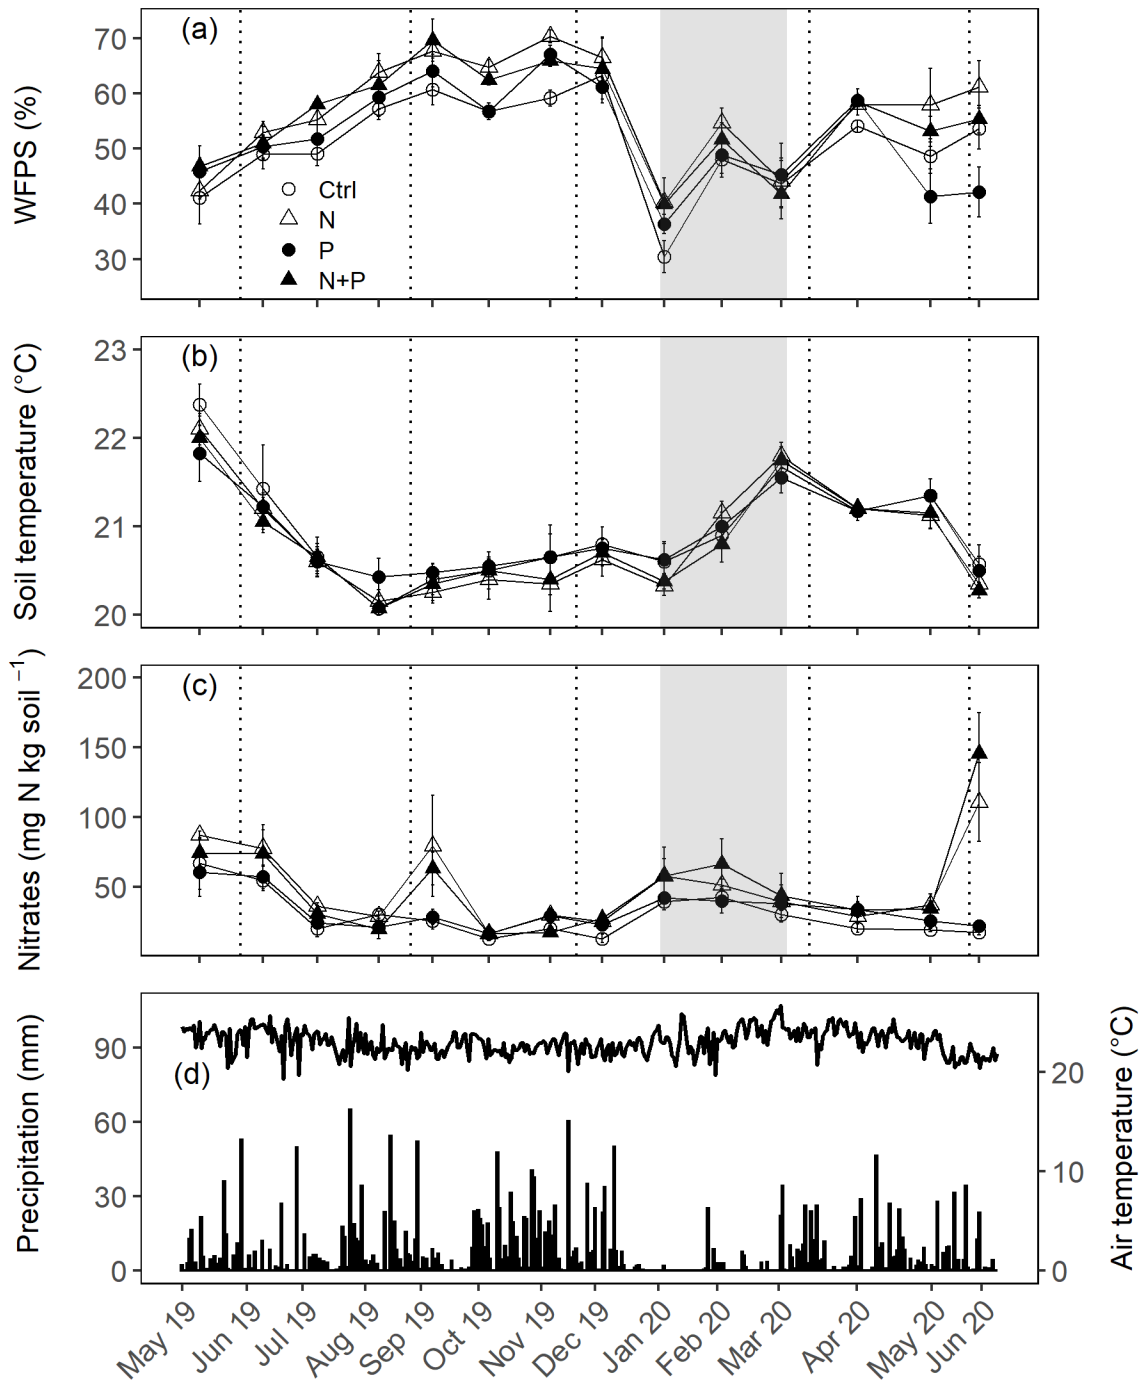 (a)
WFPS (%)
70
60
50
40
30
Ctrl
N
P
N+P
(b)
Soil temperature (°C)
23
22
21
20
(c)
Nitrates (mg N kg soil ⁻¹)
200
150
100
50
(d)
Precipitation (mm)
90
60
30
0
Air temperature (°C)
20
10
0
May 19
Jun 19
Jul 19
Aug 19
Sep 19
Oct 19
Nov 19
Dec 19
Jan 20
Feb 20
Mar 20
Apr 20
May 20
Jun 20